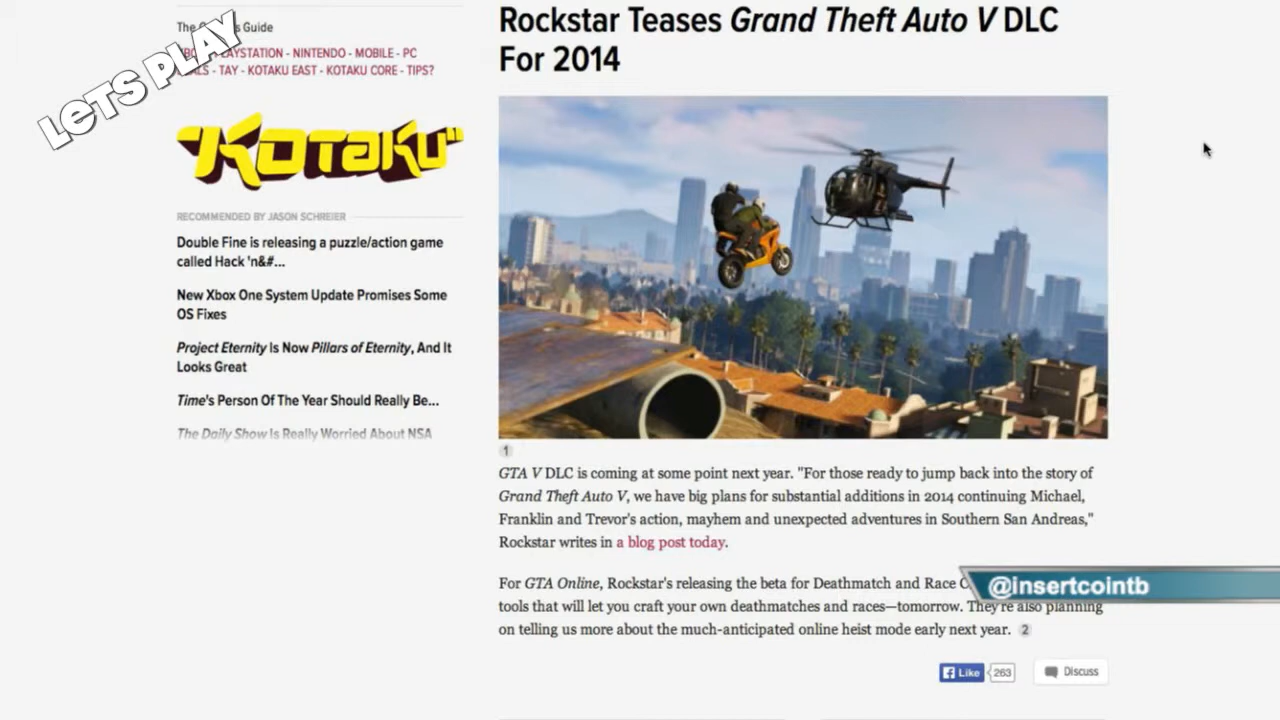 LETS PLAY
Guide
PLAYSTATION - NINTENDO - MOBILE - PC
- TAY - KOTAKU EAST - KOTAKU CORE - TIPS?
"KOTAKU"
RECOMMENDED BY JASON SCHREIER
Double Fine is releasing a puzzle/action game
called Hack 'n&#...
New Xbox One System Update Promises Some
OS Fixes
Project Eternity Is Now Pillars of Eternity, And It
Looks Great
Time's Person Of The Year Should Really Be...
The Daily Show Is Really Worried About NSA
Rockstar Teases Grand Theft Auto V DLC
For 2014
1
GTA V DLC is coming at some point next year. "For those ready to jump back into the story of
Grand Theft Auto V, we have big plans for substantial additions in 2014 continuing Michael,
Franklin and Trevor's action, mayhem and unexpected adventures in Southern San Andreas,"
Rockstar writes in a blog post today.
For GTA Online, Rockstar's releasing the beta for Deathmatch and Race
tools that will let you craft your own deathmatches and races—tomorrow. They're also planning
on telling us more about the much-anticipated online heist mode early next year. 2
@insertcointb
Like 263 Discuss